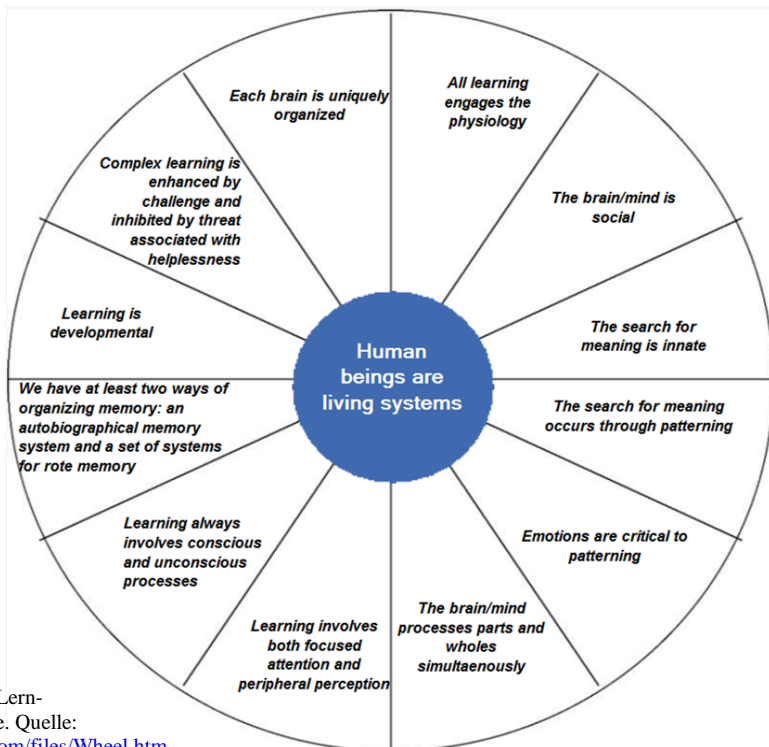 All learning
engages the
physiology
The brain/mind is
social
The search for
meaning is innate
The search for meaning
occurs through patterning
Emotions are critical to
patterning
The brain/mind
processes parts and
wholes
simultaenously
Learning involves
both focused
attention and
peripheral perception
Learning always
involves conscious
and unconscious
processes
We have at least two ways of
organizing memory: an
autobiographical memory
system and a set of systems
for rote memory
Learning is
developmental
Complex learning is
enhanced by
challenge and
inhibited by threat
associated with
helplessness
Each brain is uniquely
organized
Human
beings are
living systems
Lern-
e. Quelle:
om/files/Wheel.htm